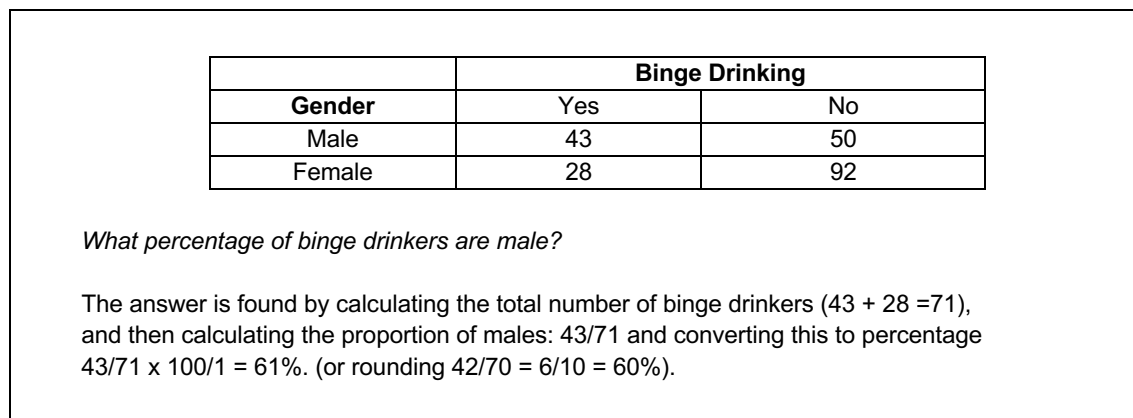 Binge Drinking
Gender Yes No
Male 43 50
Female 28 92
What percentage of binge drinkers are male?
The answer is found by calculating the total number of binge drinkers (43 + 28 =71),
and then calculating the proportion of males: 43/71 and converting this to percentage
43/71 x 100/1 = 61%. (or rounding 42/70 = 6/10 = 60%).